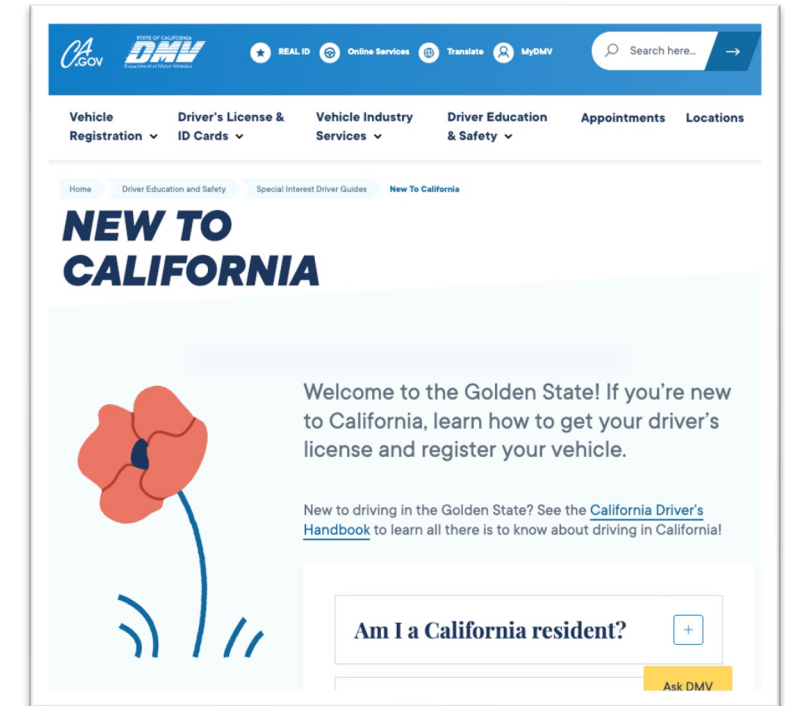 CA.GOV
STATE OF CALIFORNIA
DMV
Department of Motor Vehicles
REAL ID
Online Services
Translate
MyDMV
Search here...
Vehicle Registration
Driver's License & ID Cards
Vehicle Industry Services
Driver Education & Safety
Appointments
Locations
Home
Driver Education and Safety
Special Interest Driver Guides
New To California
NEW TO
CALIFORNIA
Welcome to the Golden State! If you're new
to California, learn how to get your driver's
license and register your vehicle.
New to driving in the Golden State? See the California Driver's
Handbook to learn all there is to know about driving in California!
Am I a California resident?
Ask DMV